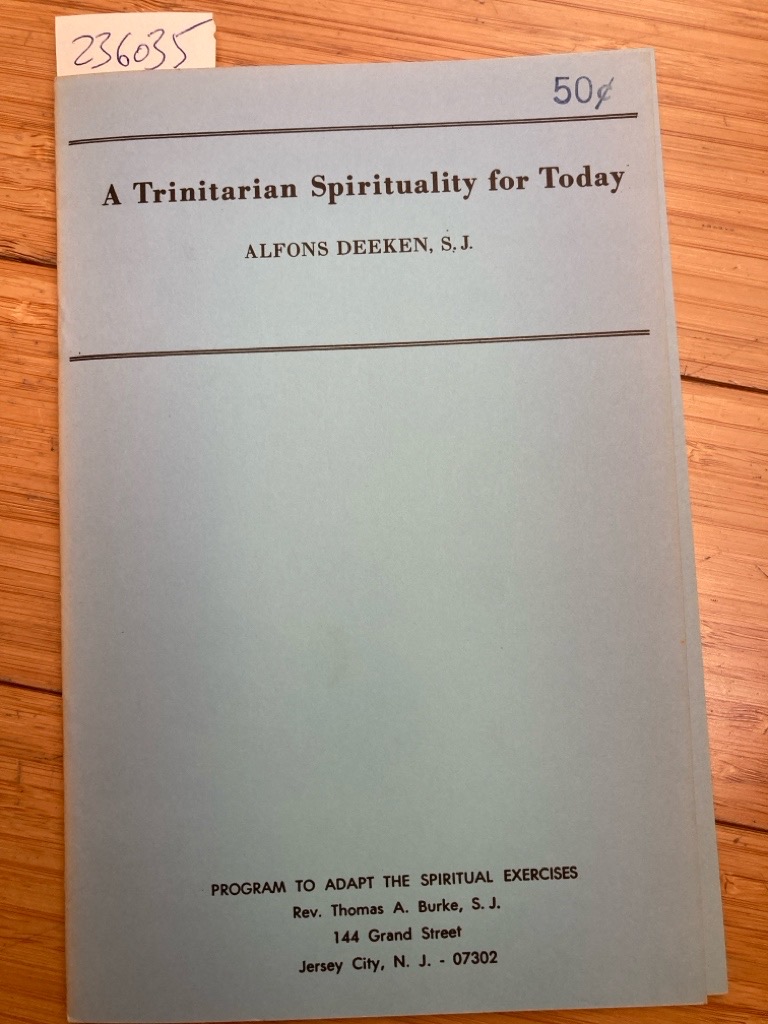 236035
50¢
A Trinitarian Spirituality for Today
ALFONS DEEKEN, S. J.
PROGRAM TO ADAPT THE SPIRITUAL EXERCISES
Rev. Thomas A. Burke, S. J.
144 Grand Street
Jersey City, N. J. - 07302